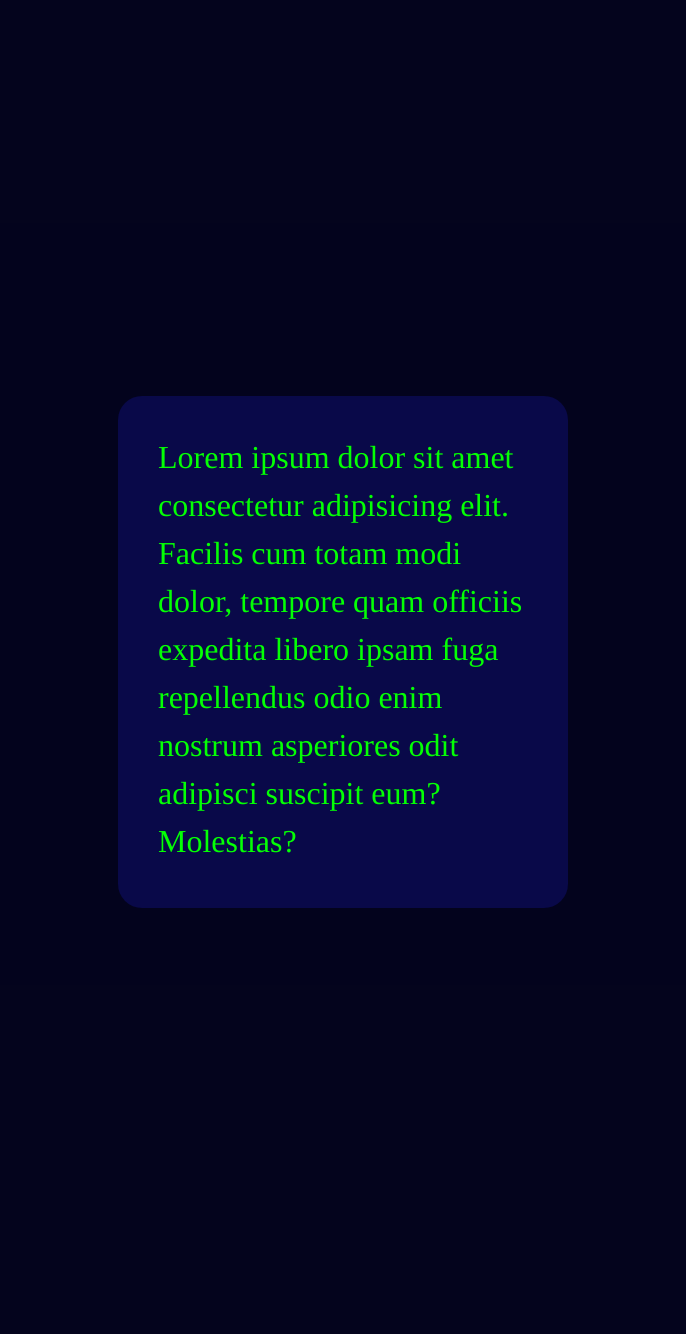 Lorem ipsum dolor sit amet
consectetur adipisicing elit.
Facilis cum totam modi
dolor, tempore quam officiis
expedita libero ipsam fuga
repellendus odio enim
nostrum asperiores odit
adipisci suscipit eum?
Molestias?